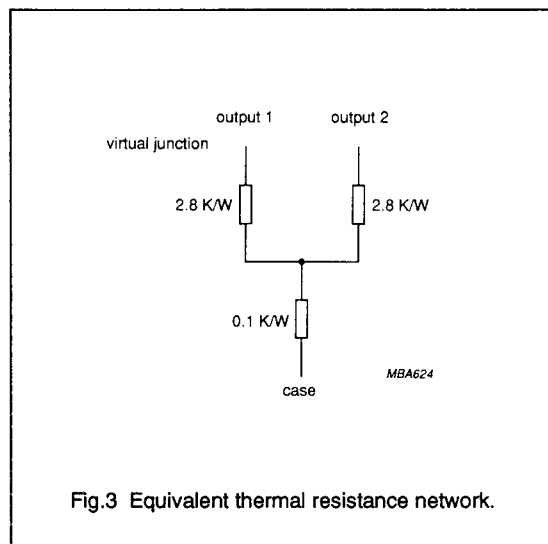 output 1 output 2
virtual junction
2.8 K/W 2.8 K/W
0.1 K/W
MBA624
case
Fig.3 Equivalent thermal resistance network.